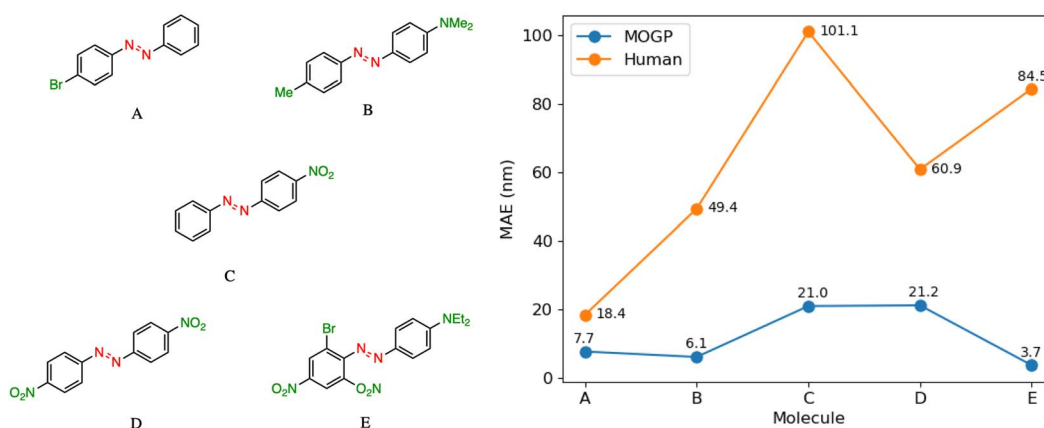 N
N
Br
A
NMe₂
N
N
Me
B
NO₂
N
N
C
NO₂
N
N
O₂N
D
Br
NEt₂
N
N
O₂N
O₂N
E
MOGP
Human
MAE (nm)
100
80
60
40
20
0
101.1
84.5
60.9
49.4
18.4
7.7
6.1
21.0
21.2
3.7
A B C D E
Molecule